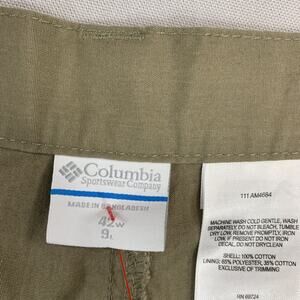 Columbia
Sportswear Company
MADE IN BANGLADESH
42W
9L
111 AM4684
MACHINE WASH COLD GENTLE, WASH
SEPARATELY, DO NOT BLEACH, TUMBLE
DRY LOW, REMOVE PROMPTLY, IRON
LOW, IF PRESENT DO NOT IRON
DECAL, DO NOT DRYCLEAN
SHELL: 100% COTTON
LINING: 65% POLYESTER, 35% COTTON
EXCLUSIVE OF TRIMMING
RN 69724